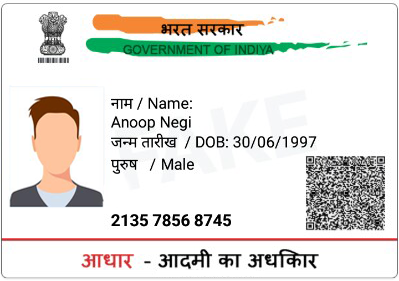 भरत सरकार
GOVERNMENT OF INDIYA
नाम / Name:
Anoop Negi
जन्म तारीख / DOB: 30/06/1997
पुरुष / Male
FAKE
2135 7856 8745
आधार - आदमी का अधकिार